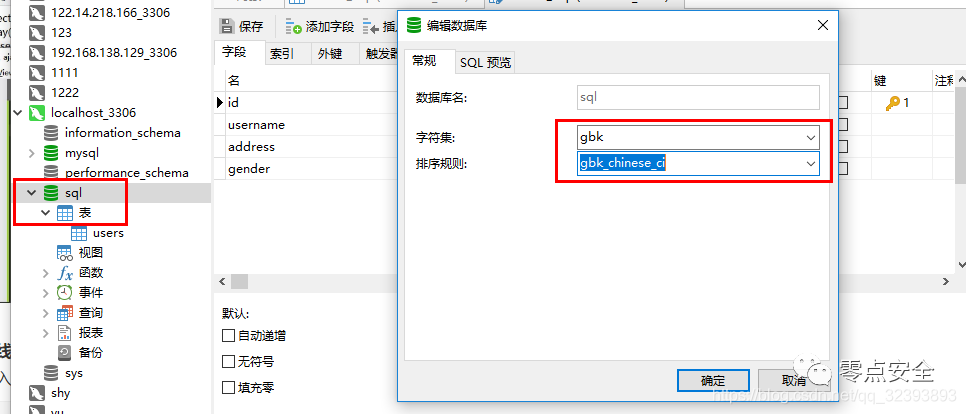 122.14.218.166_3306
123
192.168.138.129_3306
1111
1222
localhost_3306
information_schema
mysql
performance_schema
sql
表
users
视图
函数
事件
查询
报表
备份
sys
shy
保存
添加字段
字段
索引
外键
触发器
名
id
username
address
gender
默认:
自动递增
无符号
填充零
编辑数据库
常规
SQL 预览
数据库名:
sql
字符集:
gbk
排序规则:
gbk_chinese_ci
确定
取消
键
注释
1
零点安全
https://blog.csdn.net/qq_32393893